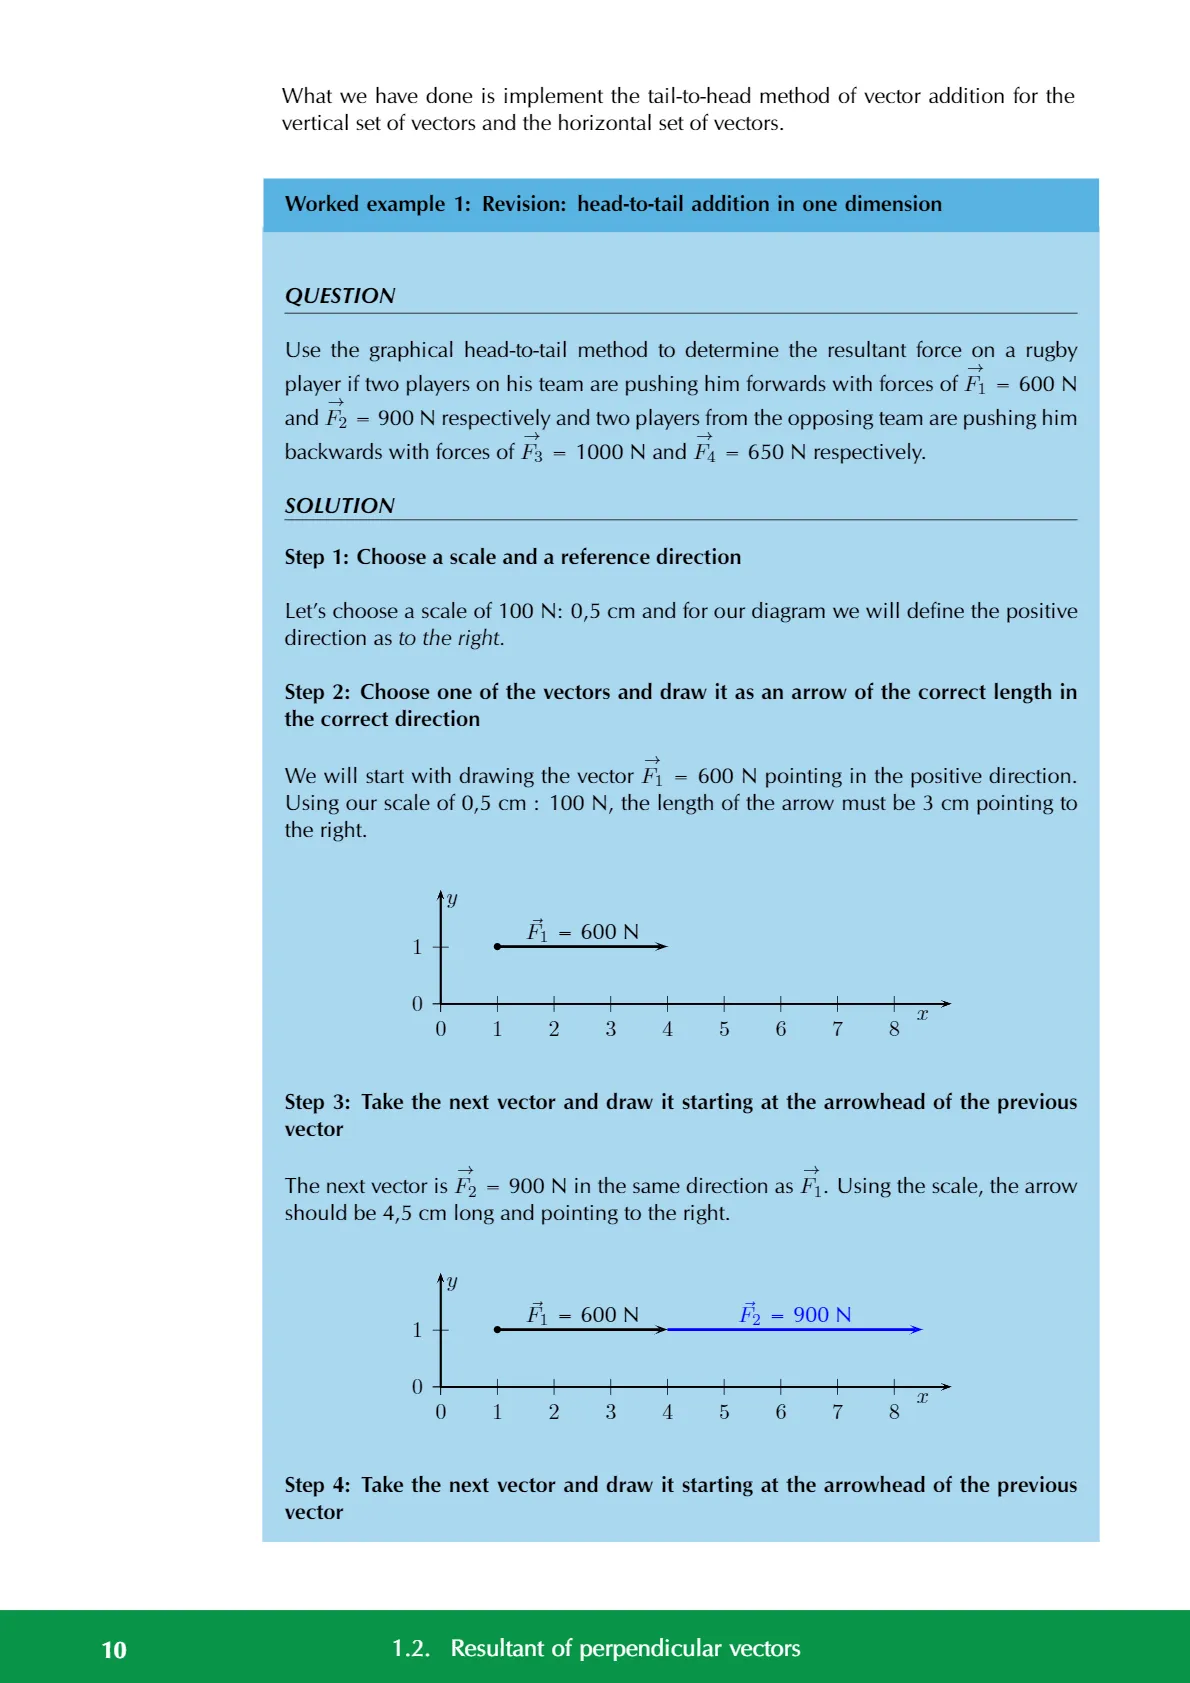 What we have done is implement the tail-to-head method of vector addition for the
vertical set of vectors and the horizontal set of vectors.
Worked example 1: Revision: head-to-tail addition in one dimension
QUESTION
Use the graphical head-to-tail method to determine the resultant force on a rugby
player if two players on his team are pushing him forwards with forces of $\overrightarrow{F_1}$ = 600 N
and $\overrightarrow{F_2}$ = 900 N respectively and two players from the opposing team are pushing him
backwards with forces of $\overrightarrow{F_3}$ = 1000 N and $\overrightarrow{F_4}$ = 650 N respectively.
SOLUTION
Step 1: Choose a scale and a reference direction
Let's choose a scale of 100 N: 0,5 cm and for our diagram we will define the positive
direction as to the right.
Step 2: Choose one of the vectors and draw it as an arrow of the correct length in
the correct direction
We will start with drawing the vector $\overrightarrow{F_1}$ = 600 N pointing in the positive direction.
Using our scale of 0,5 cm : 100 N, the length of the arrow must be 3 cm pointing to
the right.
y
$\vec{F}_1$ = 600 N
1
0
x
0 1 2 3 4 5 6 7 8
Step 3: Take the next vector and draw it starting at the arrowhead of the previous
vector
The next vector is $\overrightarrow{F_2}$ = 900 N in the same direction as $\overrightarrow{F_1}$. Using the scale, the arrow
should be 4,5 cm long and pointing to the right.
y
$\vec{F}_1$ = 600 N $\vec{F}_2$ = 900 N
1
0
x
0 1 2 3 4 5 6 7 8
Step 4: Take the next vector and draw it starting at the arrowhead of the previous
vector
10 1.2. Resultant of perpendicular vectors